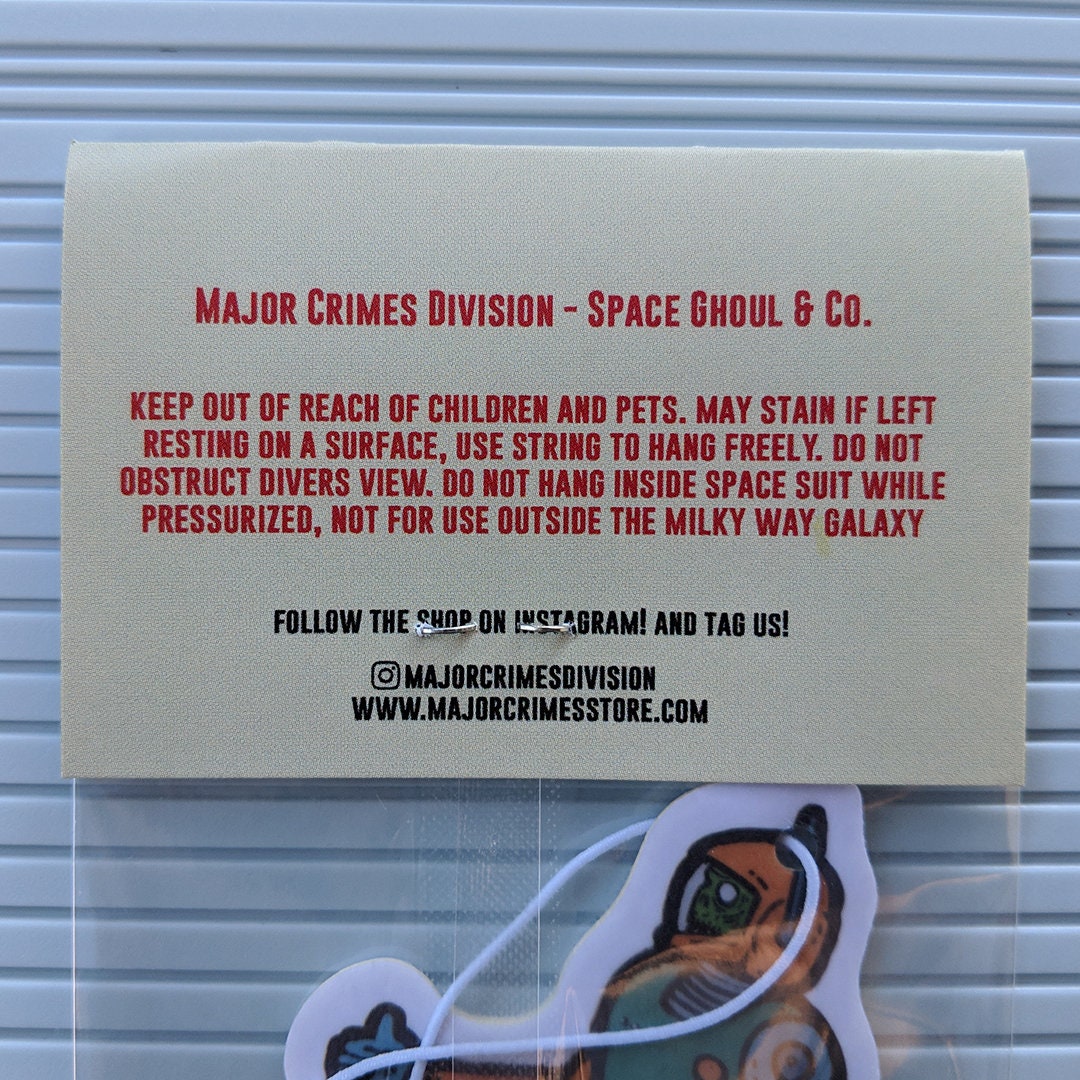 Major Crimes Division - Space Ghoul & Co.
KEEP OUT OF REACH OF CHILDREN AND PETS. MAY STAIN IF LEFT
RESTING ON A SURFACE, USE STRING TO HANG FREELY. DO NOT
OBSTRUCT DIVERS VIEW. DO NOT HANG INSIDE SPACE SUIT WHILE
PRESSURIZED, NOT FOR USE OUTSIDE THE MILKY WAY GALAXY
FOLLOW THE SHOP ON INSTAGRAM! AND TAG US!
MAJORCRIMESDIVISION
WWW.MAJORCRIMESSTORE.COM